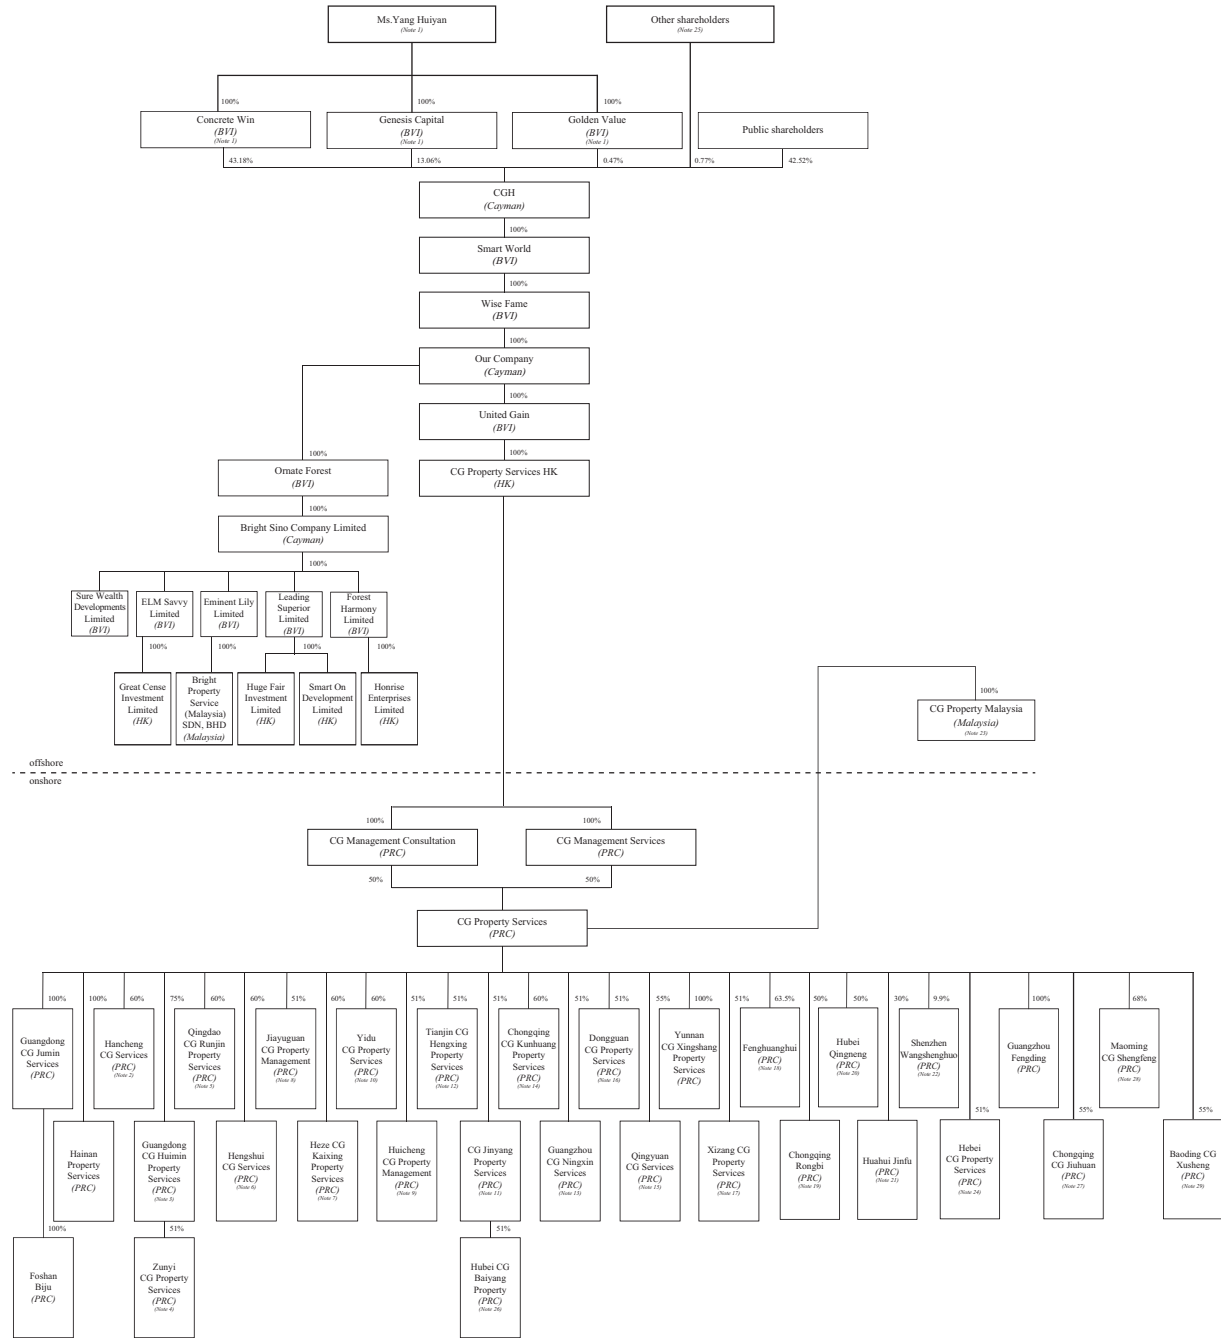 Ms.Yang Huiyan
(Note 1)
Other shareholders
(Note 25)
100%
100%
100%
Concrete Win
(BVI)
(Note 1)
Genesis Capital
(BVI)
(Note 1)
Golden Value
(BVI)
(Note 1)
Public shareholders
43.18%
13.06%
0.47%
0.77%
42.52%
CGH
(Cayman)
100%
Smart World
(BVI)
100%
Wise Fame
(BVI)
100%
Our Company
(Cayman)
100%
United Gain
(BVI)
100%
100%
Ornate Forest
(BVI)
CG Property Services HK
(HK)
100%
Bright Sino Company Limited
(Cayman)
100%
Sure Wealth
Developments
Limited
(BVI)
ELM Savvy
Limited
(BVI)
Eminent Lily
Limited
(BVI)
Leading
Superior
Limited
(BVI)
Forest
Harmony
Limited
(BVI)
100%
100%
100%
100%
Great Cense
Investment
Limited
(HK)
Bright
Property
Service
(Malaysia)
SDN, BHD
(Malaysia)
Huge Fair
Investment
Limited
(HK)
Smart On
Development
Limited
(HK)
Honrise
Enterprises
Limited
(HK)
100%
CG Property Malaysia
(Malaysia)
(Note 23)
offshore
onshore
100%
100%
CG Management Consultation
(PRC)
CG Management Services
(PRC)
50%
50%
CG Property Services
(PRC)
100%
100%
60%
75%
60%
60%
51%
60%
60%
51%
51%
51%
60%
51%
51%
55%
100%
51%
63.5%
50%
50%
30%
9.9%
100%
68%
Guangdong
CG Jumin
Services
(PRC)
Hancheng
CG Services
(PRC)
(Note 2)
Qingdao
CG Runjin
Property
Services
(PRC)
(Note 5)
Jiayuguan
CG Property
Management
(PRC)
(Note 8)
Yidu
CG Property
Services
(PRC)
(Note 10)
Tianjin CG
Hengxing
Property
Services
(PRC)
(Note 12)
Chongqing
CG Kunhuang
Property
Services
(PRC)
(Note 14)
Dongguan
CG Property
Services
(PRC)
(Note 16)
Yunnan
CG Xingshang
Property
Services
(PRC)
Fenghuanghui
(PRC)
(Note 18)
Hubei
Qingneng
(PRC)
(Note 20)
Shenzhen
Wangshenghuo
(PRC)
(Note 22)
Guangzhou
Fengding
(PRC)
Maoming
CG Shengfeng
(PRC)
(Note 28)
51%
55%
55%
Hainan
Property
Services
(PRC)
Guangdong
CG Huimin
Property
Services
(PRC)
(Note 3)
Hengshui
CG Services
(PRC)
(Note 6)
Heze CG
Kaixing
Property
Services
(PRC)
(Note 7)
Huicheng
CG Property
Management
(PRC)
(Note 9)
CG Jinyang
Property
Services
(PRC)
(Note 11)
Guangzhou
CG Ningxin
Services
(PRC)
(Note 13)
Qingyuan
CG Services
(PRC)
(Note 15)
Xizang CG
Property
Services
(PRC)
(Note 17)
Chongqing
Rongbi
(PRC)
(Note 19)
Huahui Jinfu
(PRC)
(Note 21)
Hebei
CG Property
Services
(PRC)
(Note 24)
Chongqing
CG Jiuhuan
(PRC)
(Note 27)
Baoding CG
Xusheng
(PRC)
(Note 29)
100%
51%
51%
Foshan
Biju
(PRC)
Zunyi
CG Property
Services
(PRC)
(Note 4)
Hubei CG
Baiyang
Property
(PRC)
(Note 26)